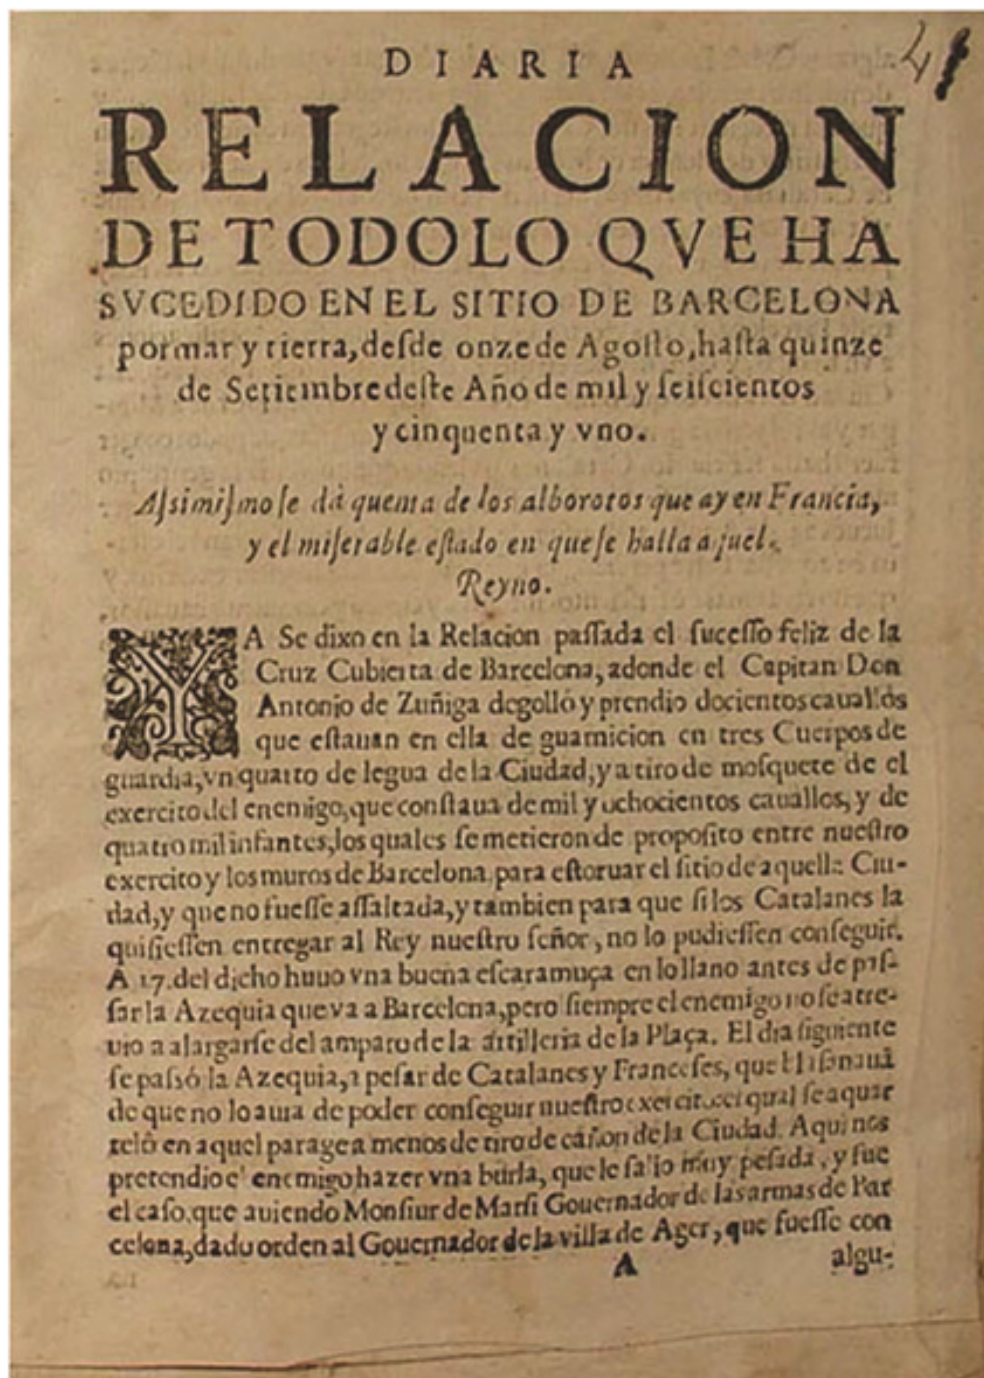 41
DIARIA
RELACION
DE TODO LO QVE HA
SVCEDIDO EN EL SITIO DE BARCELONA
por mar y tierra, desde onze de Agosto, hasta quinze
de Setiembre deste Año de mil y seiscientos
y cinquenta y vno.
Assimismo se dà quenta de los alborotos que ay en Francia,
y el miserable estado en que se halla aquel
Reyno.
YA Se dixo en la Relacion passada el sucesso feliz de la
Cruz Cubierta de Barcelona, adonde el Capitan Don
Antonio de Zuñiga degollò y prendio docientos cauallos
que estauan en ella de guarnicion en tres Cuerpos de
guardia, vn quarto de legua de la Ciudad, y a tiro de mosquete de el
exercito del enemigo, que constaua de mil y ochocientos cauallos, y de
quatro mil infantes, los quales se metieron de proposito entre nuestro
exercito y los muros de Barcelona, para estoruar el sitio de aquella Ciu-
dad, y que no fuesse assaltada, y tambien para que si los Catalanes la
quisiessen entregar al Rey nuestro señor, no lo pudiessen conseguir.
A 17. del dicho huuo vna buena escaramuça en lo llano antes de pas-
sar la Azequia que va a Barcelona, pero siempre el enemigo no se atre-
uio a alargarse del amparo de la artilleria de la Plaça. El dia siguiente
se passò la Azequia, a pesar de Catalanes y Franceses, que
de que no lo auia de poder conseguir nuestro exercito, el qual se aquar
telò en aquel parage a menos de tiro de cañon de la Ciudad. Aqui nos
pretendio el enemigo hazer vna burla, que le salio muy pesada, y fue
el caso, que auiendo Monsiur de Marsi Gouernador de las armas de Bar
celona, dado orden al Gouernador de la villa de Ager, que fuesse con
A
algu-